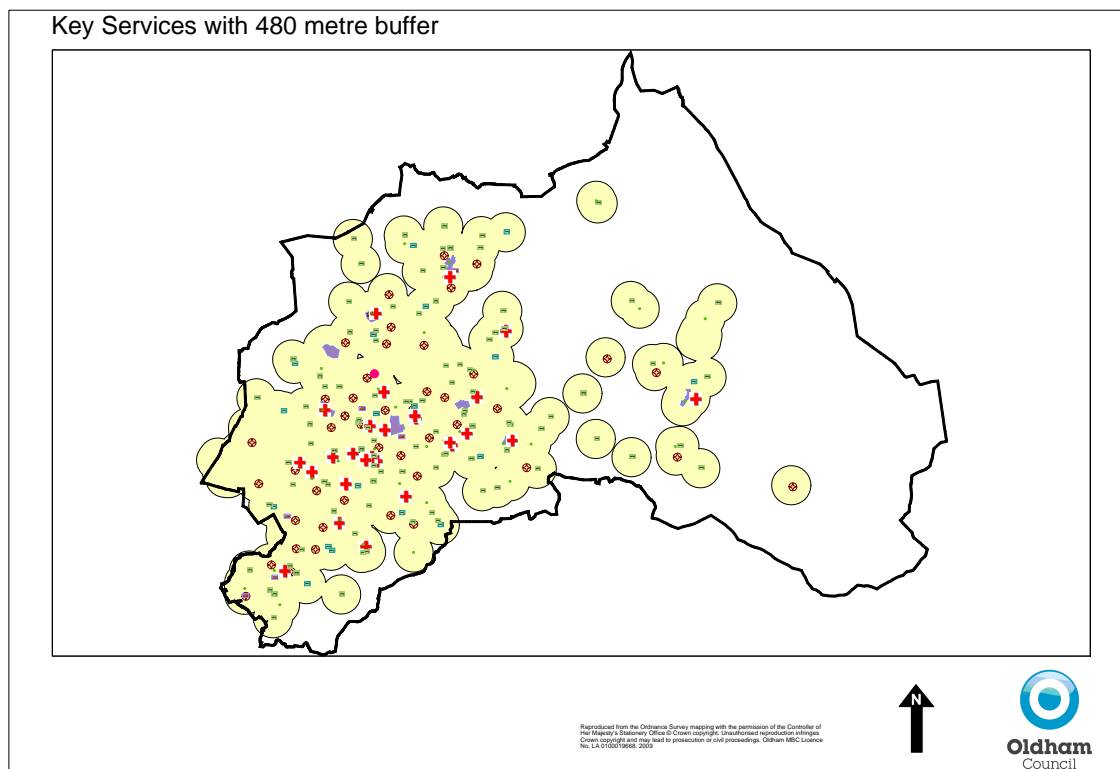 Key Services with 480 metre buffer
N
Reproduced from the Ordnance Survey mapping with the permission of the Controller of
Her Majesty's Stationery Office © Crown copyright. Unauthorised reproduction infringes
Crown copyright and may lead to prosecution or civil proceedings. Oldham MBC Licence
No. LA 0100019668. 2009
Oldham
Council